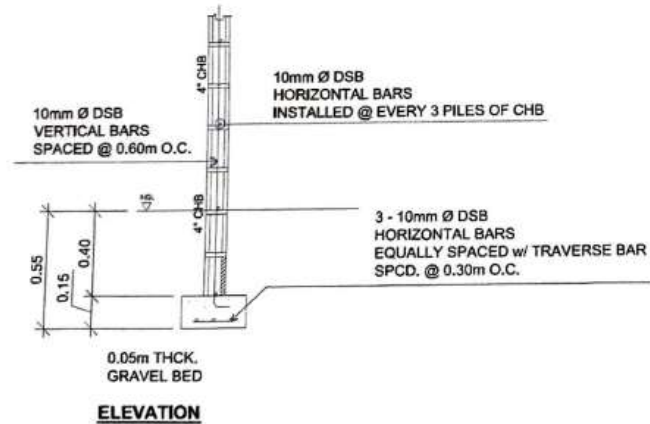 4" CHB
10mm Ø DSB
HORIZONTAL BARS
INSTALLED @ EVERY 3 PILES OF CHB
10mm Ø DSB
VERTICAL BARS
SPACED @ 0.60m O.C.
4" CHB
3 - 10mm Ø DSB
HORIZONTAL BARS
EQUALLY SPACED w/ TRAVERSE BAR
SPCD. @ 0.30m O.C.
0.55
0.15
0.40
0.05m THCK.
GRAVEL BED
ELEVATION